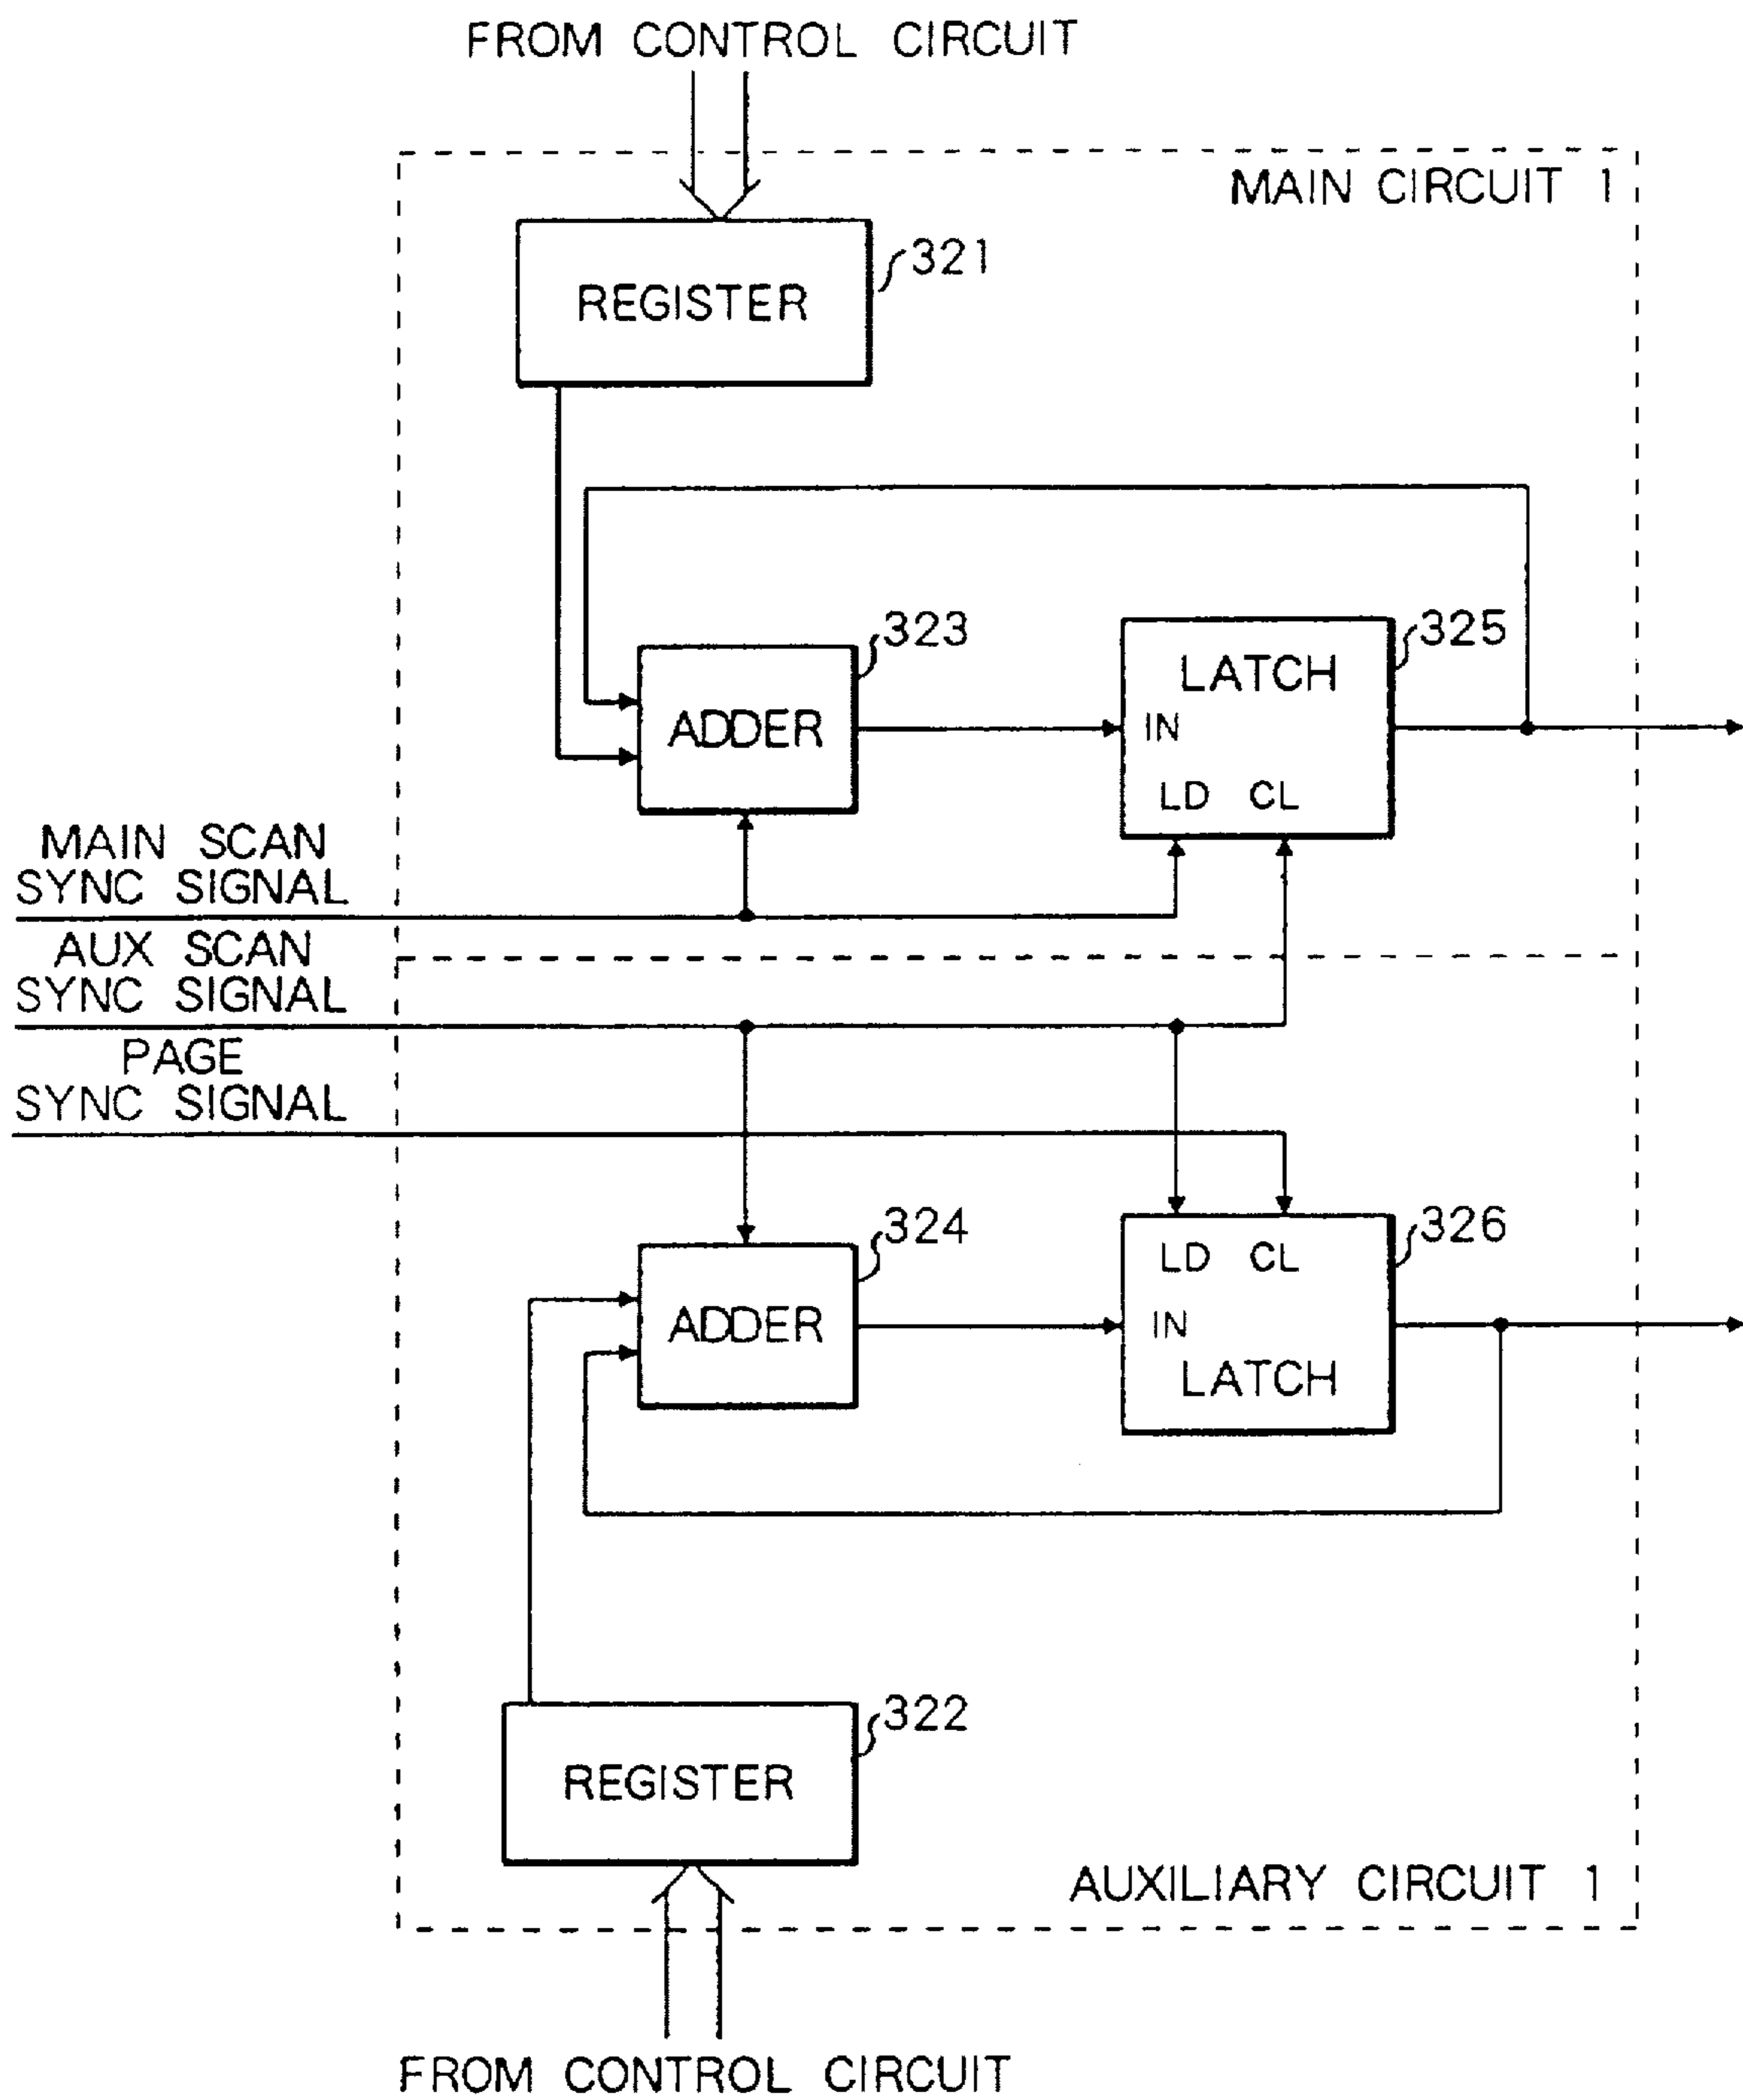 FROM CONTROL CIRCUIT
MAIN CIRCUIT 1
321
REGISTER
323
325
LATCH
ADDER
IN
LD CL
MAIN SCAN
SYNC SIGNAL
AUX SCAN
SYNC SIGNAL
PAGE
SYNC SIGNAL
324
326
LD CL
ADDER
IN
LATCH
322
REGISTER
AUXILIARY CIRCUIT 1
FROM CONTROL CIRCUIT